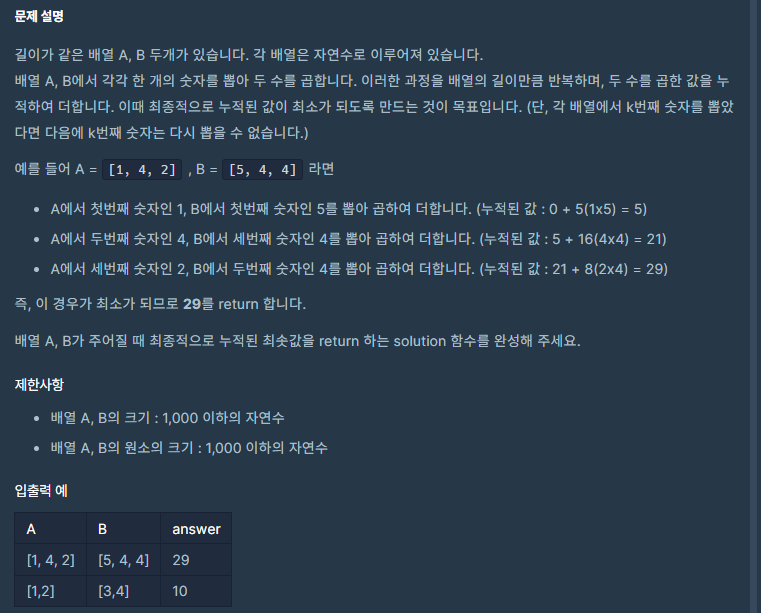 문제 설명
길이가 같은 배열 A, B 두개가 있습니다. 각 배열은 자연수로 이루어져 있습니다.
배열 A, B에서 각각 한 개의 숫자를 뽑아 두 수를 곱합니다. 이러한 과정을 배열의 길이만큼 반복하며, 두 수를 곱한 값을 누
적하여 더합니다. 이때 최종적으로 누적된 값이 최소가 되도록 만드는 것이 목표입니다. (단, 각 배열에서 k번째 숫자를 뽑았
다면 다음에 k번째 숫자는 다시 뽑을 수 없습니다.)
예를 들어 A = [1, 4, 2] , B = [5, 4, 4] 라면
• A에서 첫번째 숫자인 1, B에서 첫번째 숫자인 5를 뽑아 곱하여 더합니다. (누적된 값 : 0 + 5(1x5) = 5)
• A에서 두번째 숫자인 4, B에서 세번째 숫자인 4를 뽑아 곱하여 더합니다. (누적된 값 : 5 + 16(4x4) = 21)
• A에서 세번째 숫자인 2, B에서 두번째 숫자인 4를 뽑아 곱하여 더합니다. (누적된 값 : 21 + 8(2x4) = 29)
즉, 이 경우가 최소가 되므로 29를 return 합니다.
배열 A, B가 주어질 때 최종적으로 누적된 최솟값을 return 하는 solution 함수를 완성해 주세요.
제한사항
• 배열 A, B의 크기 : 1,000 이하의 자연수
• 배열 A, B의 원소의 크기 : 1,000 이하의 자연수
입출력 예
A B answer
[1, 4, 2] [5, 4, 4] 29
[1,2] [3,4] 10